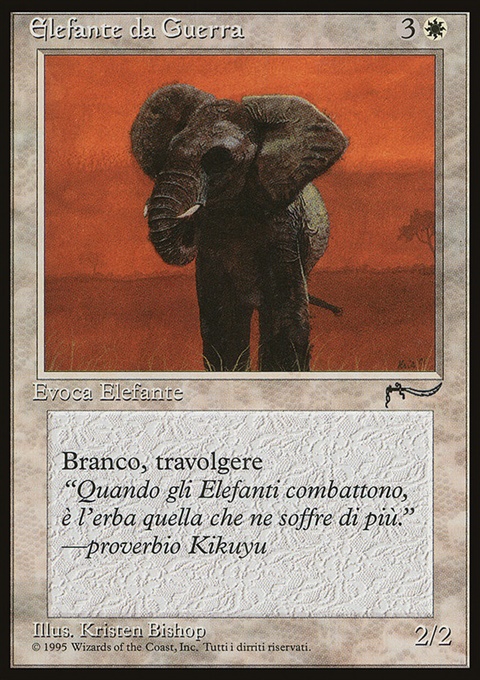 Elefante da Guerra 3
Evoca Elefante
Branco, travolgere
“Quando gli Elefanti combattono,
è l'erba quella che ne soffre di più.”
—proverbio Kikuyu
Illus. Kristen Bishop
2/2
© 1995 Wizards of the Coast, Inc. Tutti i dirriti riservati.